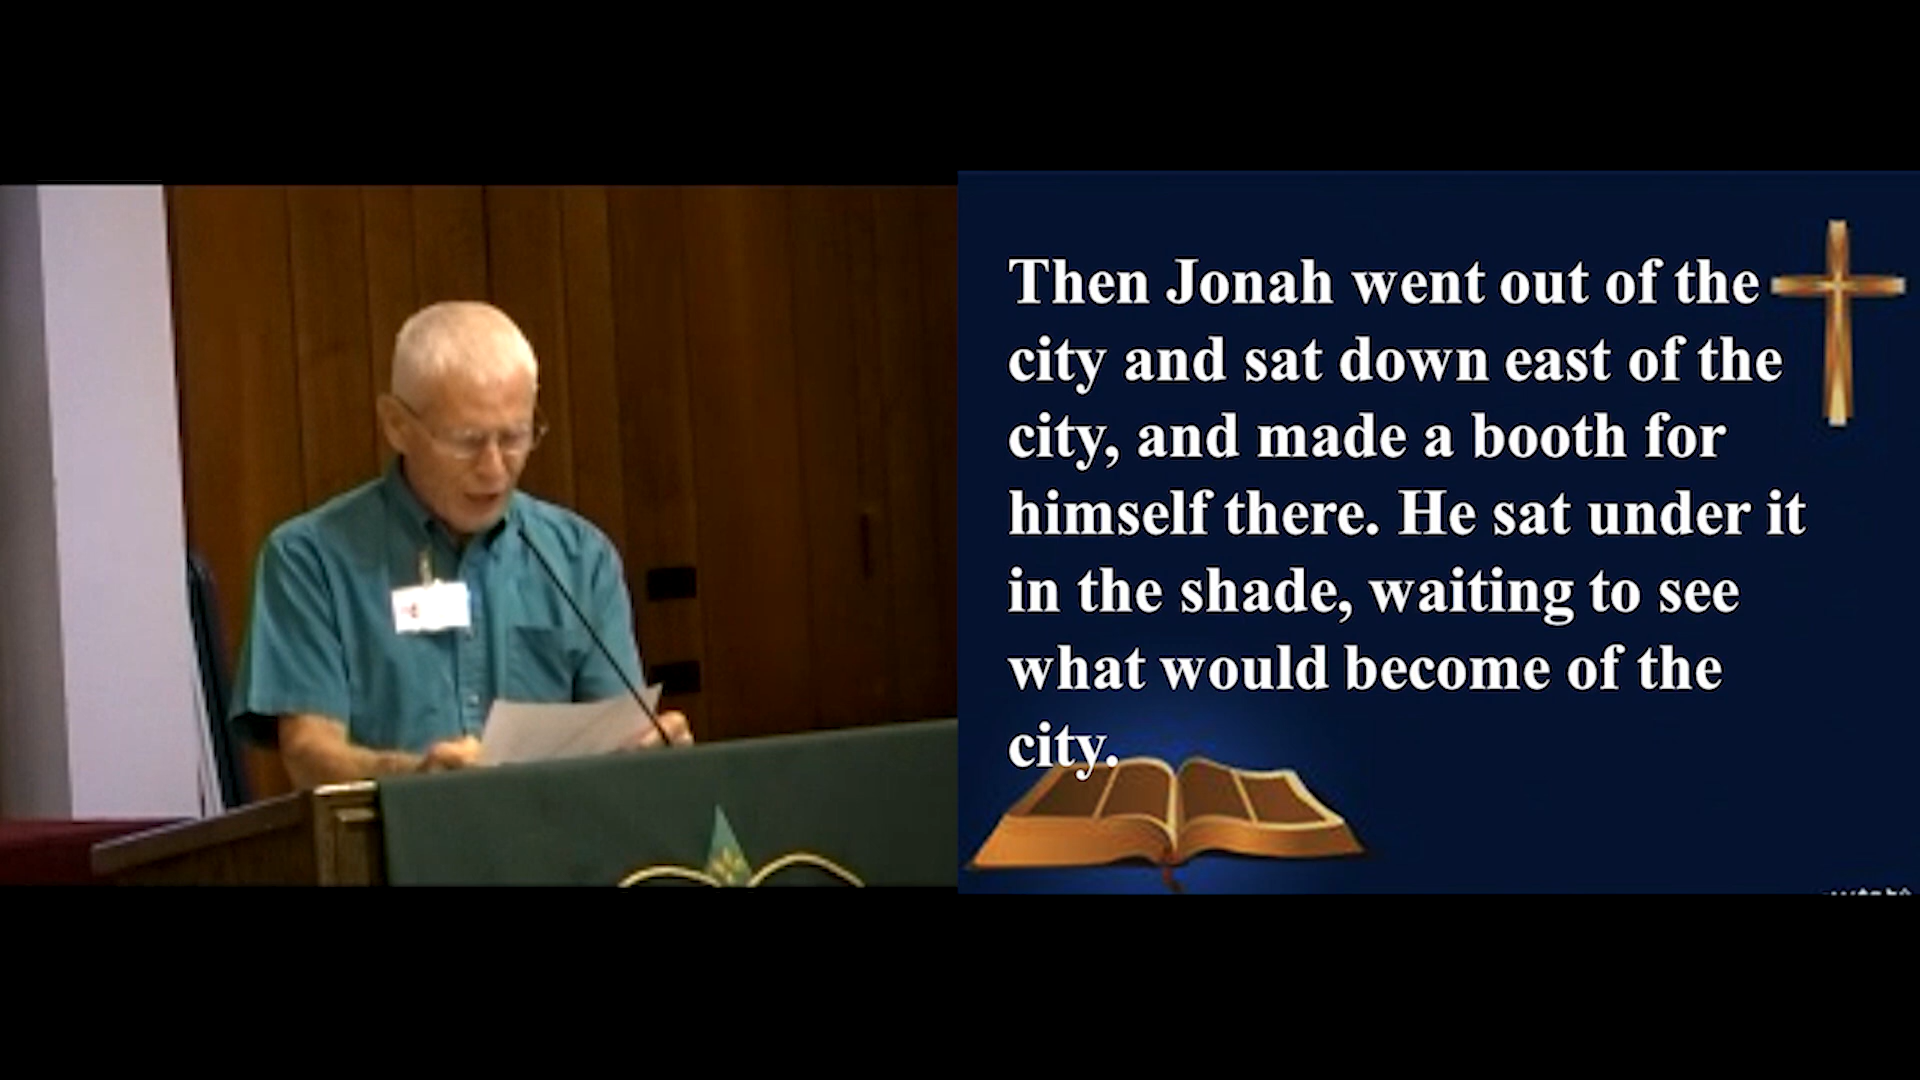 Then Jonah went out of the
city and sat down east of the
city, and made a booth for
himself there. He sat under it
in the shade, waiting to see
what would become of the
city.